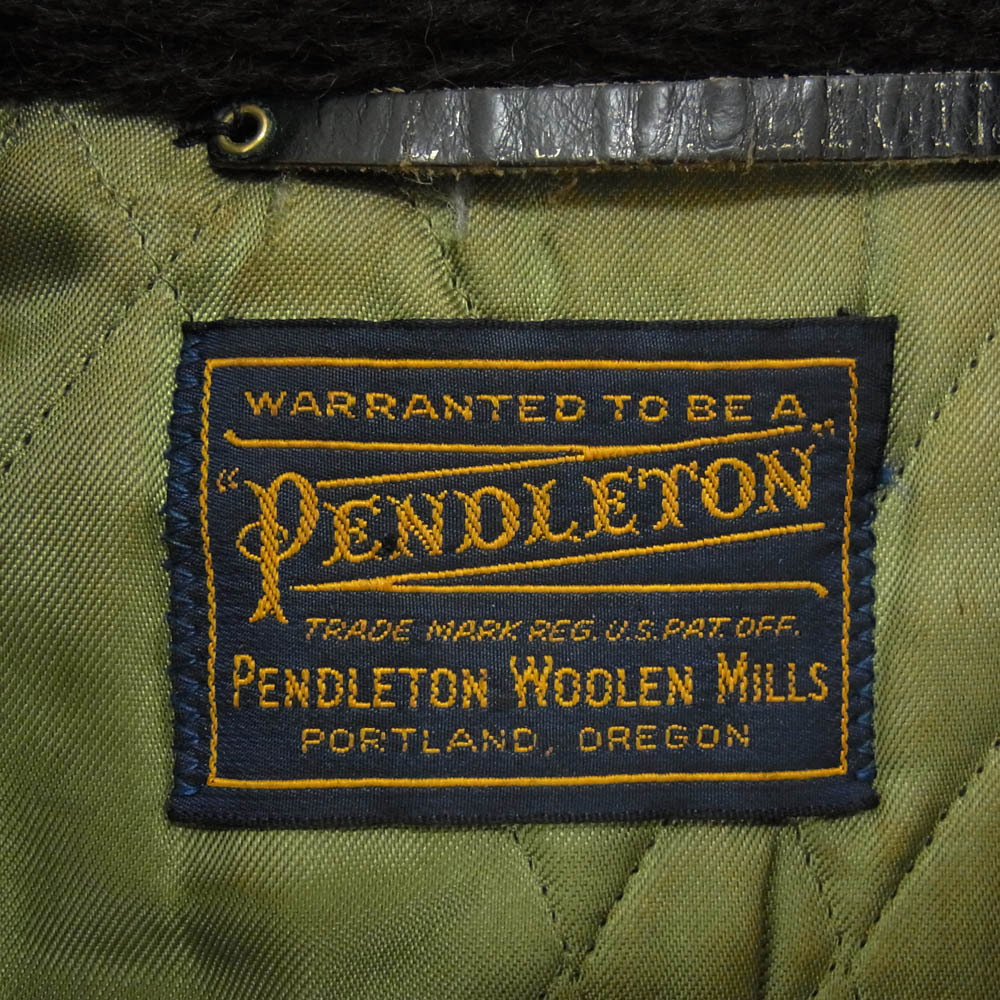 WARRANTED TO BE A
"PENDLETON"
TRADE MARK REG. U.S. PAT. OFF.
PENDLETON WOOLEN MILLS
PORTLAND, OREGON